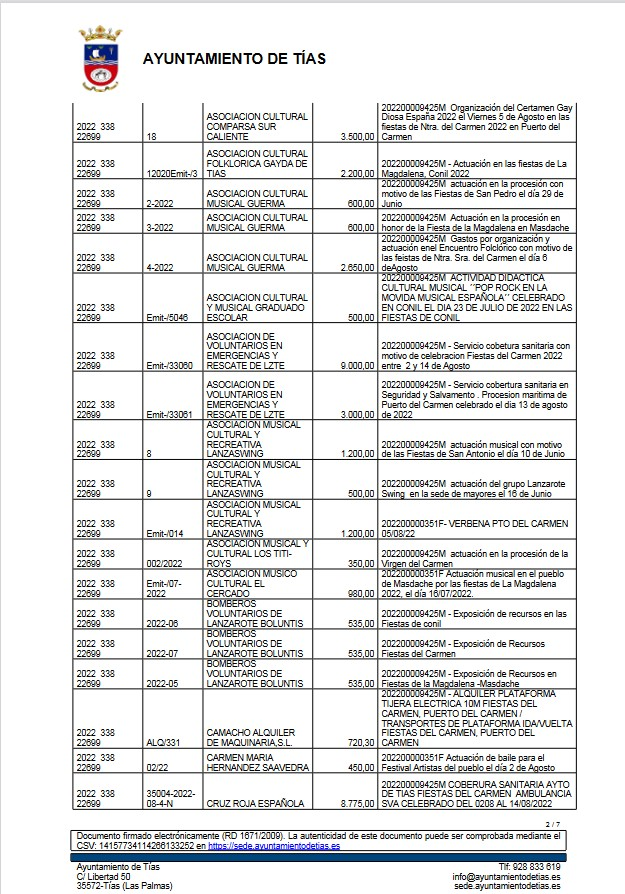 AYUNTAMIENTO DE TÍAS
2022 338
22699
18
ASOCIACION CULTURAL
COMPARSA SUR
CALIENTE
3.500,00
202200009425M Organización del Certamen Gay
Diosa España 2022 el Viernes 5 de Agosto en las
fiestas de Ntra. del Carmen 2022 en Puerto del
Carmen
2022 338
22699
12020Emit-/3
ASOCIACION CULTURAL
FOLKLORICA GAYDA DE
TIAS
2.200,00
202200009425M - Actuación en las fiestas de La
Magdalena, Conil 2022
2022 338
22699
2-2022
ASOCIACION CULTURAL
MUSICAL GUERMA
600,00
202200009425M actuación en la procesión con
motivo de las Fiestas de San Pedro el día 29 de
Junio
2022 338
22699
3-2022
ASOCIACION CULTURAL
MUSICAL GUERMA
600,00
202200009425M Actuación en la procesión en
honor de la Fiesta de la Magdalena en Masdache
2022 338
22699
4-2022
ASOCIACION CULTURAL
MUSICAL GUERMA
2.650,00
202200009425M Gastos por organización y
actuación enel Encuentro Folclórico con motivo de
las feistas de Ntra. Sra. del Carmen el día 6
deAgosto
2022 338
22699
Emit-/5046
ASOCIACION CULTURAL
Y MUSICAL GRADUADO
ESCOLAR
500,00
202200009425M ACTIVIDAD DIDACTICA
CULTURAL MUSICAL ´´POP ROCK EN LA
MOVIDA MUSICAL ESPAÑOLA´´ CELEBRADO
EN CONIL EL DIA 23 DE JULIO DE 2022 EN LAS
FIESTAS DE CONIL
2022 338
22699
Emit-/33060
ASOCIACION DE
VOLUNTARIOS EN
EMERGENCIAS Y
RESCATE DE LZTE
9.000,00
202200009425M - Servicio cobetura sanitaria con
motivo de celebracion Fiestas del Carmen 2022
entre 2 y 14 de Agosto
2022 338
22699
Emit-/33061
ASOCIACION DE
VOLUNTARIOS EN
EMERGENCIAS Y
RESCATE DE LZTE
3.000,00
202200009425M - Servicio cobertura sanitaria en
Seguridad y Salvamento . Procesion maritima de
Puerto del Carmen celebrado el dia 13 de agosto
de 2022
2022 338
22699
8
ASOCIACION MUSICAL
CULTURAL Y
RECREATIVA
LANZASWING
1.200,00
202200009425M actuación musical con motivo
de las Fiestas de San Antonio el día 10 de Junio
2022 338
22699
9
ASOCIACION MUSICAL
CULTURAL Y
RECREATIVA
LANZASWING
500,00
202200009425M actuación del grupo Lanzarote
Swing en la sede de mayores el 16 de Junio
2022 338
22699
Emit-/014
ASOCIACION MUSICAL
CULTURAL Y
RECREATIVA
LANZASWING
1.200,00
202200000351F- VERBENA PTO DEL CARMEN
05/08/22
2022 338
22699
002/2022
ASOCIACION MUSICAL Y
CULTURAL LOS TITI-
ROYS
350,00
202200009425M actuación en la procesión de la
Virgen del Carmen
2022 338
22699
Emit-/07-
2022
ASOCIACION MUSICO
CULTURAL EL
CERCADO
980,00
202200000351F Actuación musical en el pueblo
de Masdache por las fiestas de La Magdalena
2022, el día 16/07/2022.
2022 338
22699
2022-06
BOMBEROS
VOLUNTARIOS DE
LANZAROTE BOLUNTIS
535,00
202200009425M - Exposición de recursos en las
Fiestas de conil
2022 338
22699
2022-07
BOMBEROS
VOLUNTARIOS DE
LANZAROTE BOLUNTIS
535,00
202200009425M - Exposición de Recursos
Fiestas del Carmen
2022 338
22699
2022-05
BOMBEROS
VOLUNTARIOS DE
LANZAROTE BOLUNTIS
535,00
202200009425M - Exposición de Recursos en
Fiestas de la Magdalena -Masdache
2022 338
22699
ALQ/331
CAMACHO ALQUILER
DE MAQUINARIA,S.L.
720,30
202200009425M - ALQUILER PLATAFORMA
TIJERA ELECTRICA 10M FIESTAS DEL
CARMEN, PUERTO DEL CARMEN /
TRANSPORTES DE PLATAFORMA IDA/VUELTA
FIESTAS DEL CARMEN, PUERTO DEL
CARMEN
2022 338
22699
02/22
CARMEN MARIA
HERNANDEZ SAAVEDRA
450,00
202200000351F Actuación de baile para el
Festival Artistas del pueblo el día 2 de Agosto
2022 338
22699
35004-2022-
08-4-N
CRUZ ROJA ESPAÑOLA
8.775,00
202200009425M COBERURA SANITARIA AYTO
DE TIAS FIESTAS DEL CARMEN AMBULANCIA
SVA CELEBRADO DEL 0208 AL 14/08/2022
2 / 7
Documento firmado electrónicamente (RD 1671/2009). La autenticidad de este documento puede ser comprobada mediante el
CSV: 14157734114266133252 en https://sede.ayuntamientodetias.es
Ayuntamiento de Tías
C/ Libertad 50
35572-Tías (Las Palmas)
Tlf: 928 833 619
info@ayuntamientodetias.es
sede.ayuntamientodetias.es